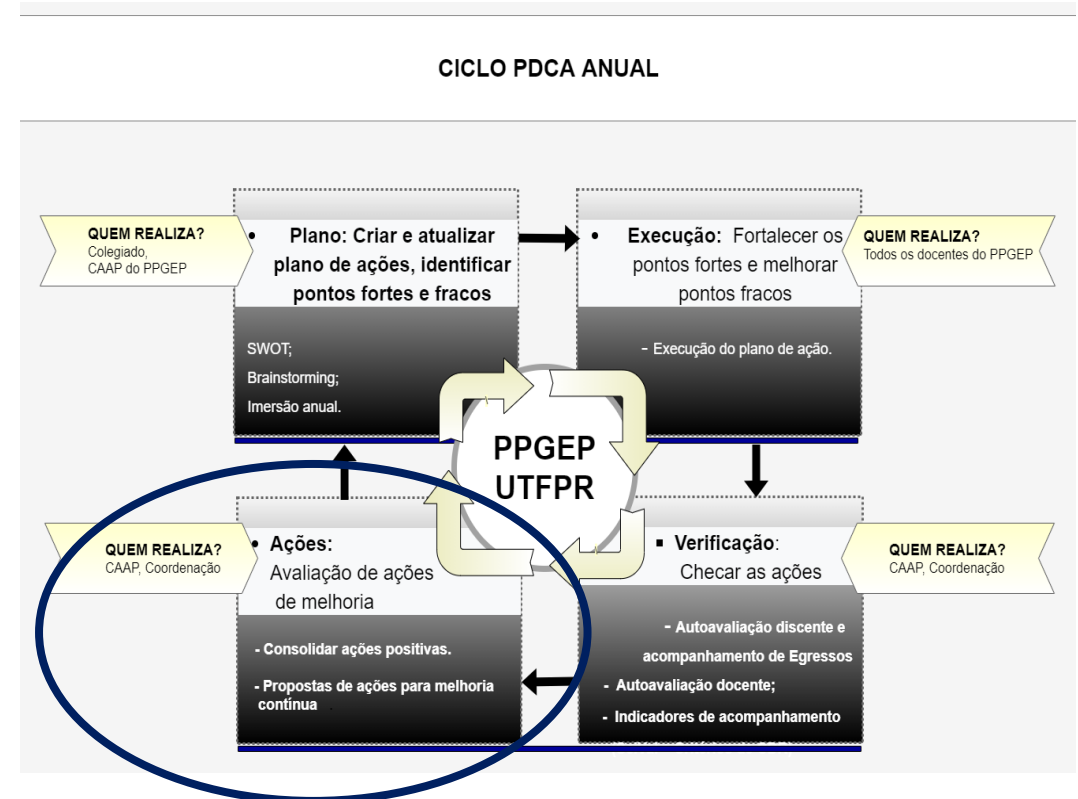 CICLO PDCA ANUAL
QUEM REALIZA?
Colegiado,
CAAP do PPGEP
• Plano: Criar e atualizar
plano de ações, identificar
pontos fortes e fracos
SWOT;
Brainstorming;
Imersão anual.
• Execução: Fortalecer os
pontos fortes e melhorar
pontos fracos
- Execução do plano de ação.
QUEM REALIZA?
Todos os docentes do PPGEP
PPGEP
UTFPR
QUEM REALIZA?
CAAP, Coordenação
• Ações:
Avaliação de ações
de melhoria
- Consolidar ações positivas.
- Propostas de ações para melhoria
contínua
▪ Verificação:
Checar as ações
- Autoavaliação discente e
acompanhamento de Egressos
- Autoavaliação docente;
- Indicadores de acompanhamento
QUEM REALIZA?
CAAP, Coordenação